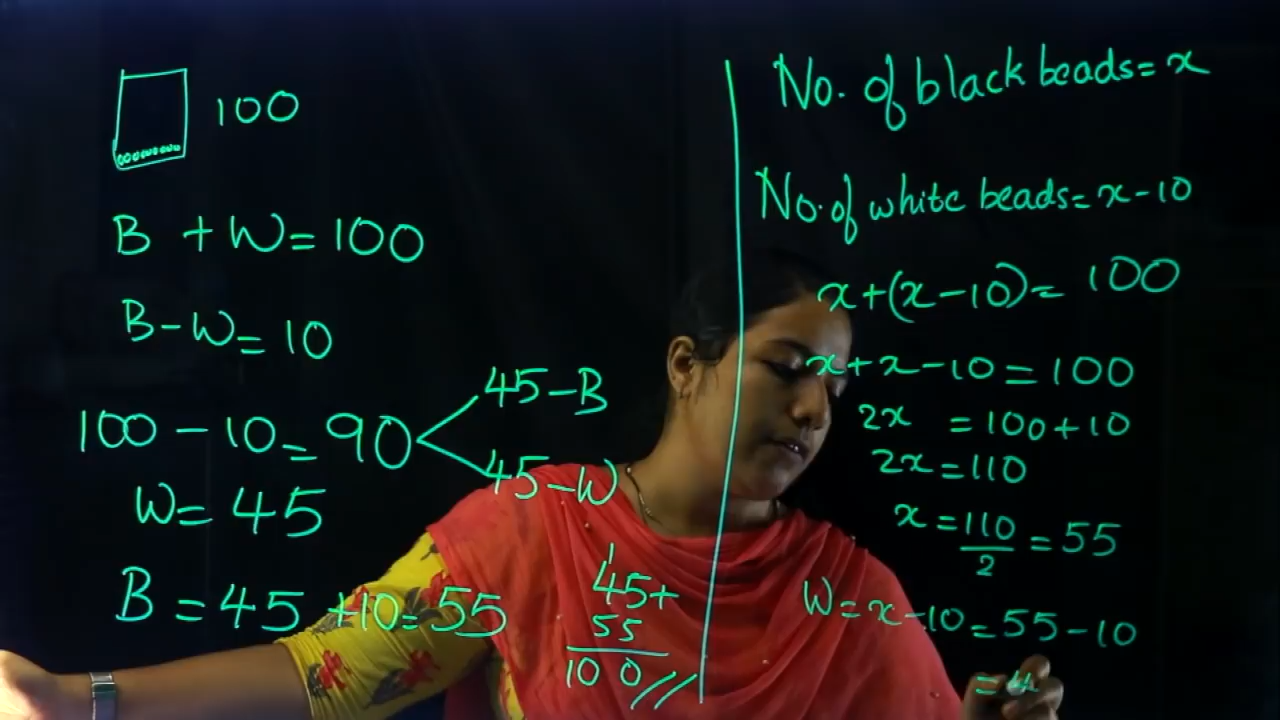 100
B + W = 100
B - W = 10
100 - 10 = 90
45 - B
45 - W
W = 45
B = 45 + 10 = 55
1
45+
55
100//
No. of black beads = x
No. of white beads = x - 10
x + (x - 10) = 100
x + x - 10 = 100
2x = 100 + 10
2x = 110
x = 110/2 = 55
W = x - 10 = 55 - 10
= 4